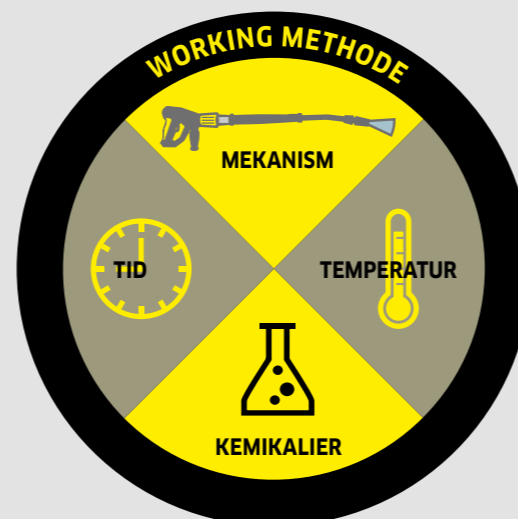 WORKING METHODE
MEKANISM
TID
TEMPERATUR
KEMIKALIER